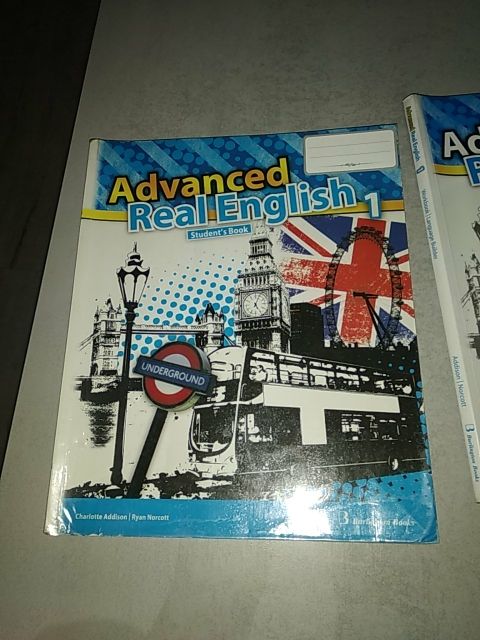 Advanced
Real English 1
Student's Book
UNDERGROUND
Charlotte Addison | Ryan Norcott
B Burlington Books
Advanced Real English 1
Workbook & Language Builder
Addison | Norcott
B Burlington Books
Ad